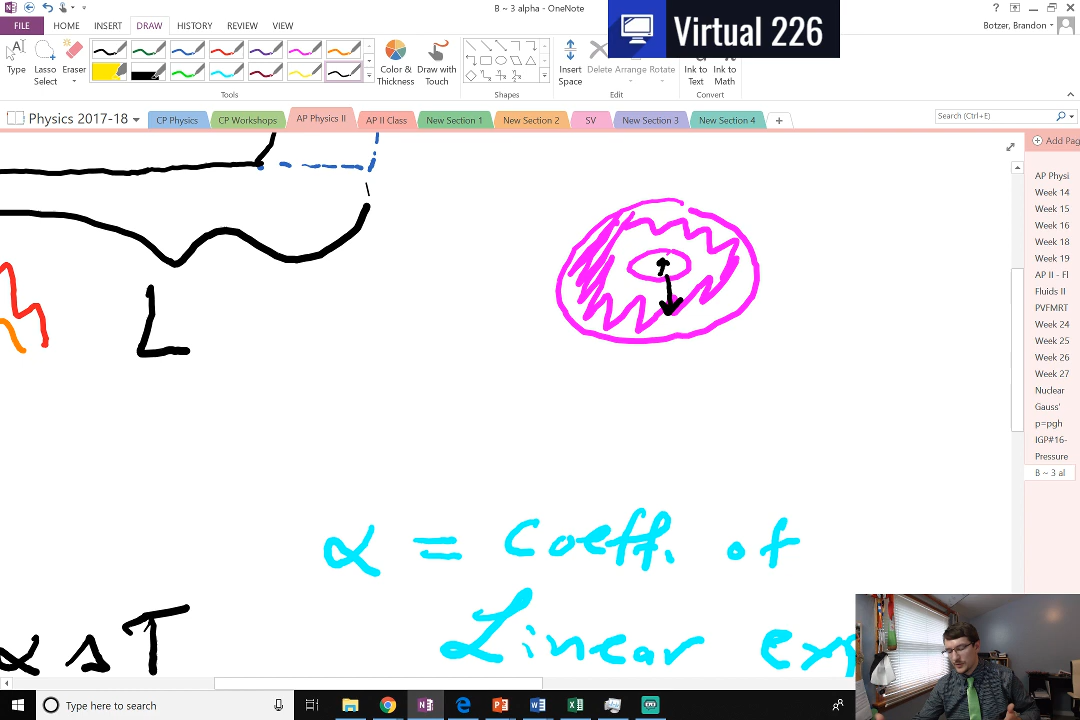 B ~ 3 alpha - OneNote
Virtual 226
FILE HOME INSERT DRAW HISTORY REVIEW VIEW
Botzer, Brandon
Type Lasso Select Eraser
Color & Thickness Draw with Touch
Insert Space Delete Arrange Rotate
Ink to Text Ink to Math
Tools Shapes Edit Convert
Physics 2017-18 CP Physics CP Workshops AP Physics II AP II Class New Section 1 New Section 2 SV New Section 3 New Section 4
Search (Ctrl+E)
Add Pag
AP Physi
Week 14
Week 15
Week 16
Week 18
Week 19
AP II - Fl
Fluids II
PVFMRT
Week 24
Week 25
Week 26
Week 27
Nuclear
Gauss'
p=pgh
IGP#16-
Pressure
B ~ 3 al
L
α = Coeff. of
Linear exp
α Δ T
Type here to search